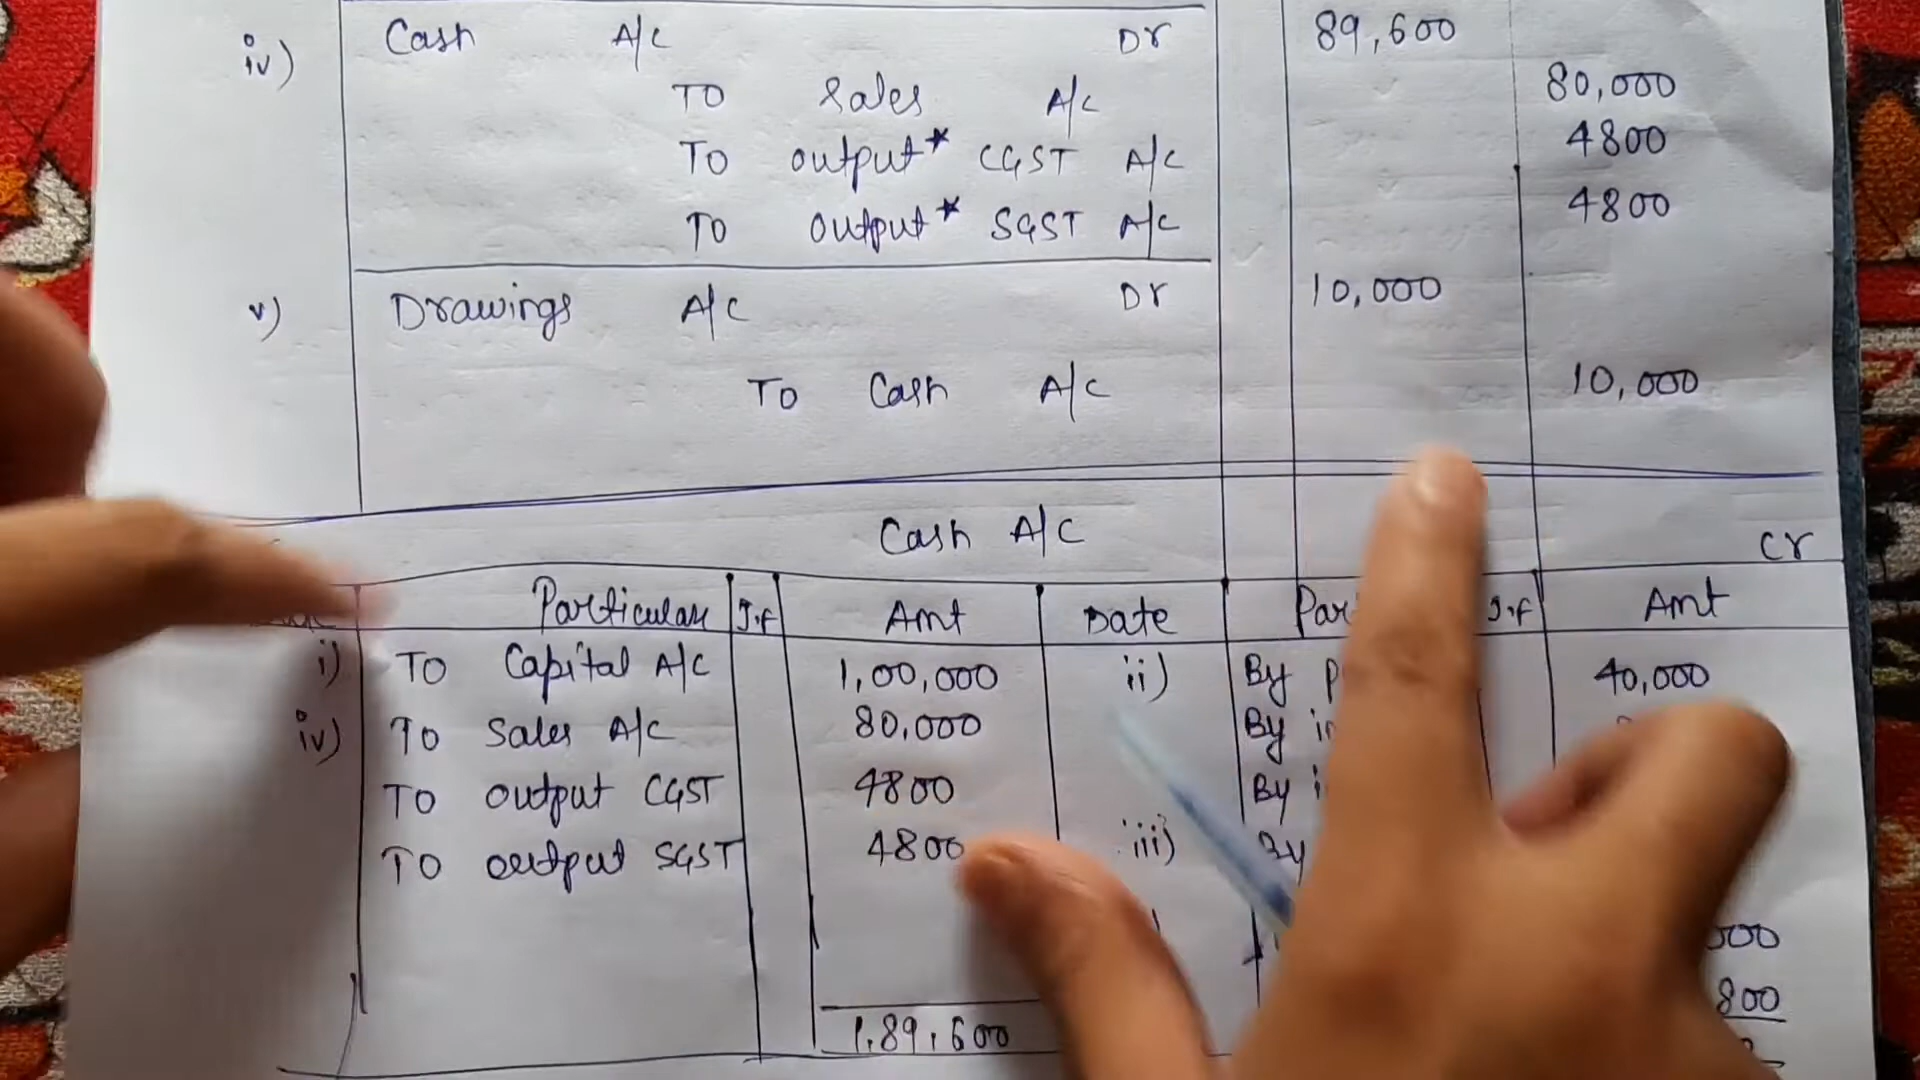 iv) Cash A/c Dr 89,600
TO Sales A/c 80,000
TO output* CGST A/c 4800
TO output* SGST A/c 4800
v) Drawings A/c Dr 10,000
TO Cash A/c 10,000
Cash A/c
Cr
Particulars J.f Amt Date J.f Amt
i) TO Capital A/c 1,00,000 ii) By 40,000
iv) TO Sales A/c 80,000 By
TO output CGST 4800 By
TO output SGST 4800 iii) By
000
800
1,89,600